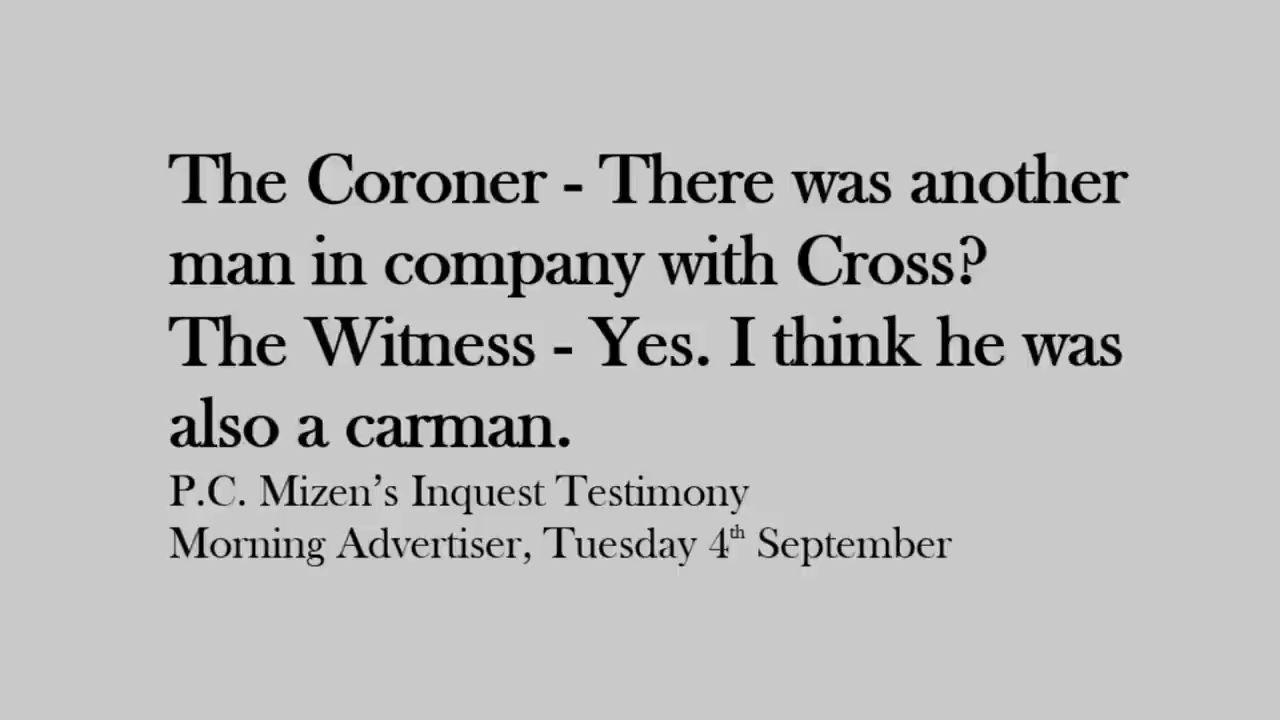 The Coroner - There was another
man in company with Cross?
The Witness - Yes. I think he was
also a carman.
P.C. Mizen’s Inquest Testimony
Morning Advertiser, Tuesday 4th September